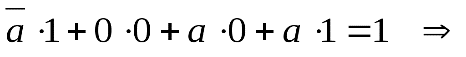 a̅ ·1 + 0 ·0 + a ·0 + a ·1 = 1 ⇒